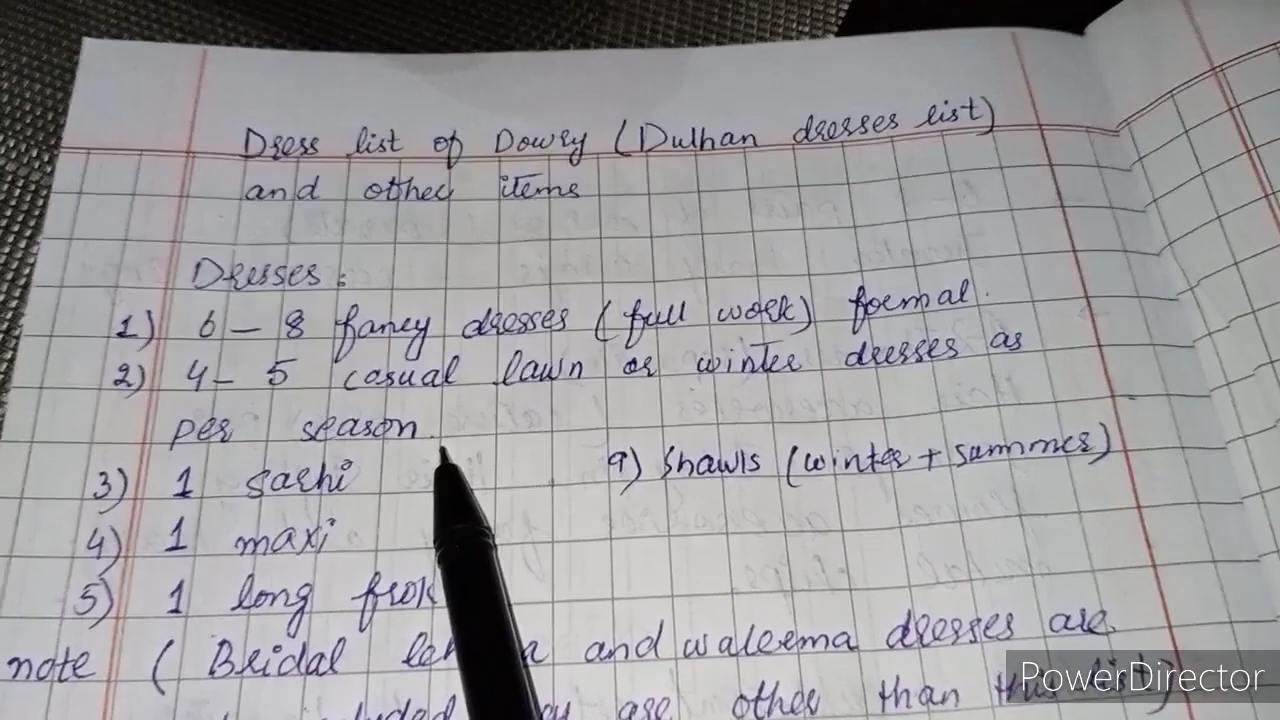 Dress list of Dowry (Dulhan dresses list)
and other items
Dresses:
1) 6 - 8 fancy dresses (full work) formal.
2) 4 - 5 casual lawn or winter dresses as
per season.
3) 1 sarhi
9) Shawls (winter + summer)
4) 1 maxi
5) 1 long frok
note ( Bridal and waleema dresses are
are other than this list)
PowerDirector